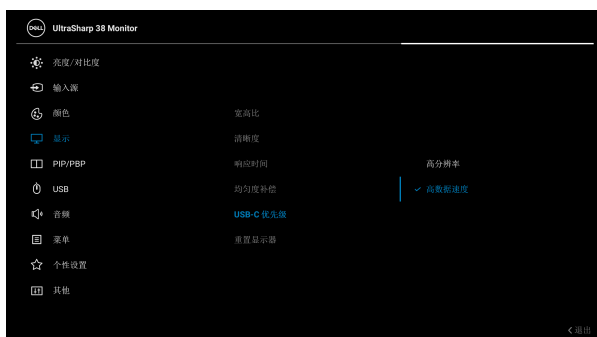 DELL UltraSharp 38 Monitor
亮度/对比度
输入源
颜色 宽高比
显示 清晰度
PIP/PBP 响应时间 高分辨率
USB 均匀度补偿 高数据速度
音频 USB-C 优先级
菜单 重置显示器
个性设置
其他
退出